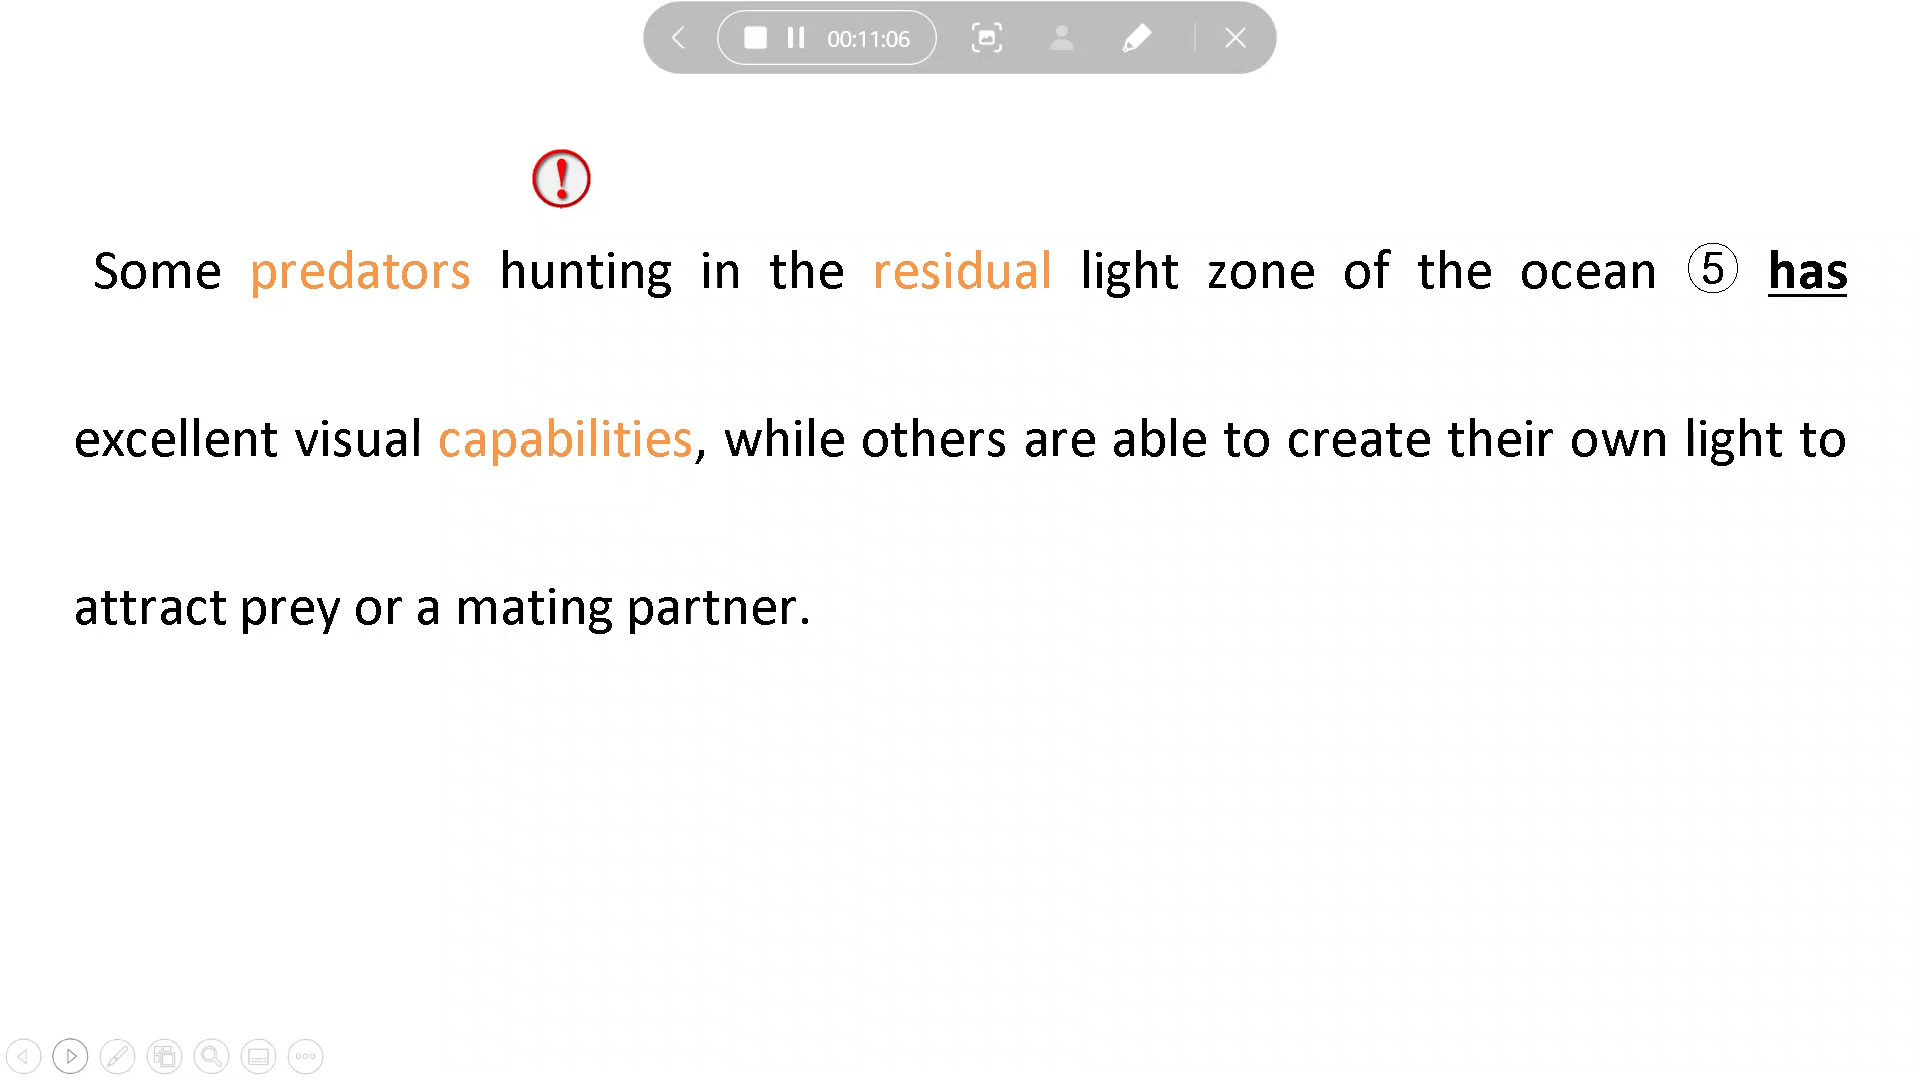 00:11:06
Some predators hunting in the residual light zone of the ocean ⑤ has
excellent visual capabilities, while others are able to create their own light to
attract prey or a mating partner.